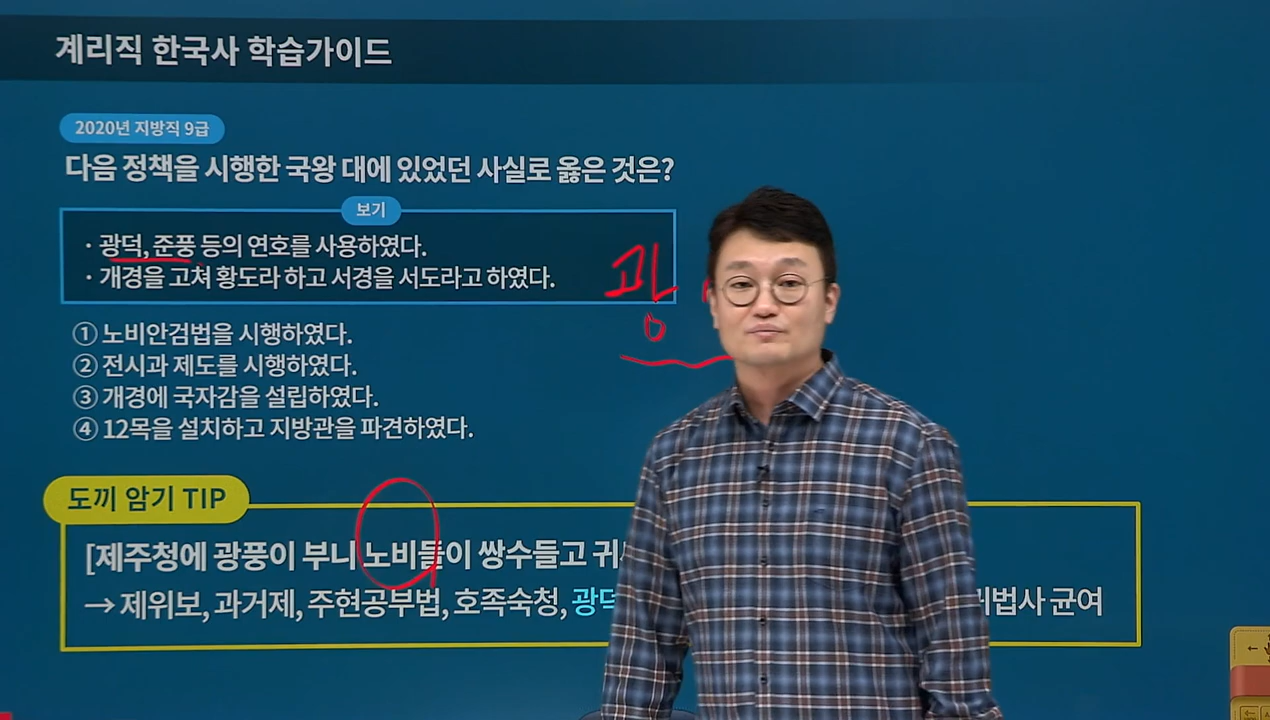 계리직 한국사 학습가이드
2020년 지방직 9급
다음 정책을 시행한 국왕 대에 있었던 사실로 옳은 것은?
보기
· 광덕, 준풍 등의 연호를 사용하였다.
· 개경을 고쳐 황도라 하고 서경을 서도라고 하였다.
광
① 노비안검법을 시행하였다.
② 전시과 제도를 시행하였다.
③ 개경에 국자감을 설립하였다.
④ 12목을 설치하고 지방관을 파견하였다.
도끼 암기 TIP
[제주청에 광풍이 부니 노비들이 쌍수들고
→ 제위보, 과거제, 주현공부법, 호족숙청, 균여